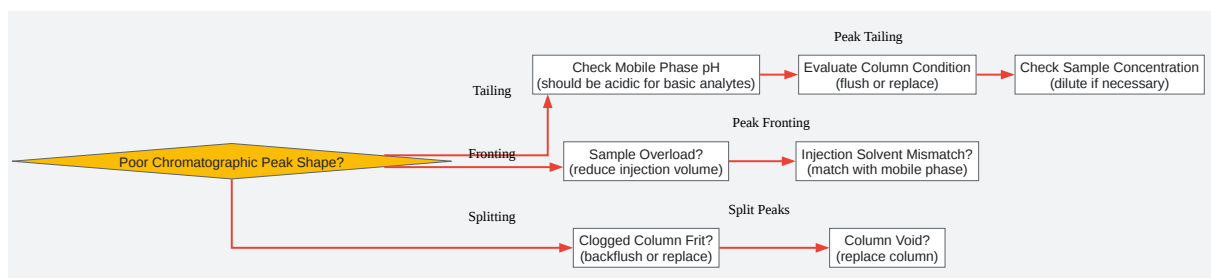 Peak Tailing
Check Mobile Phase pH
(should be acidic for basic analytes)
Evaluate Column Condition
(flush or replace)
Check Sample Concentration
(dilute if necessary)
Tailing
Peak Fronting
Poor Chromatographic Peak Shape?
Fronting
Sample Overload?
(reduce injection volume)
Injection Solvent Mismatch?
(match with mobile phase)
Splitting
Split Peaks
Clogged Column Frit?
(backflush or replace)
Column Void?
(replace column)